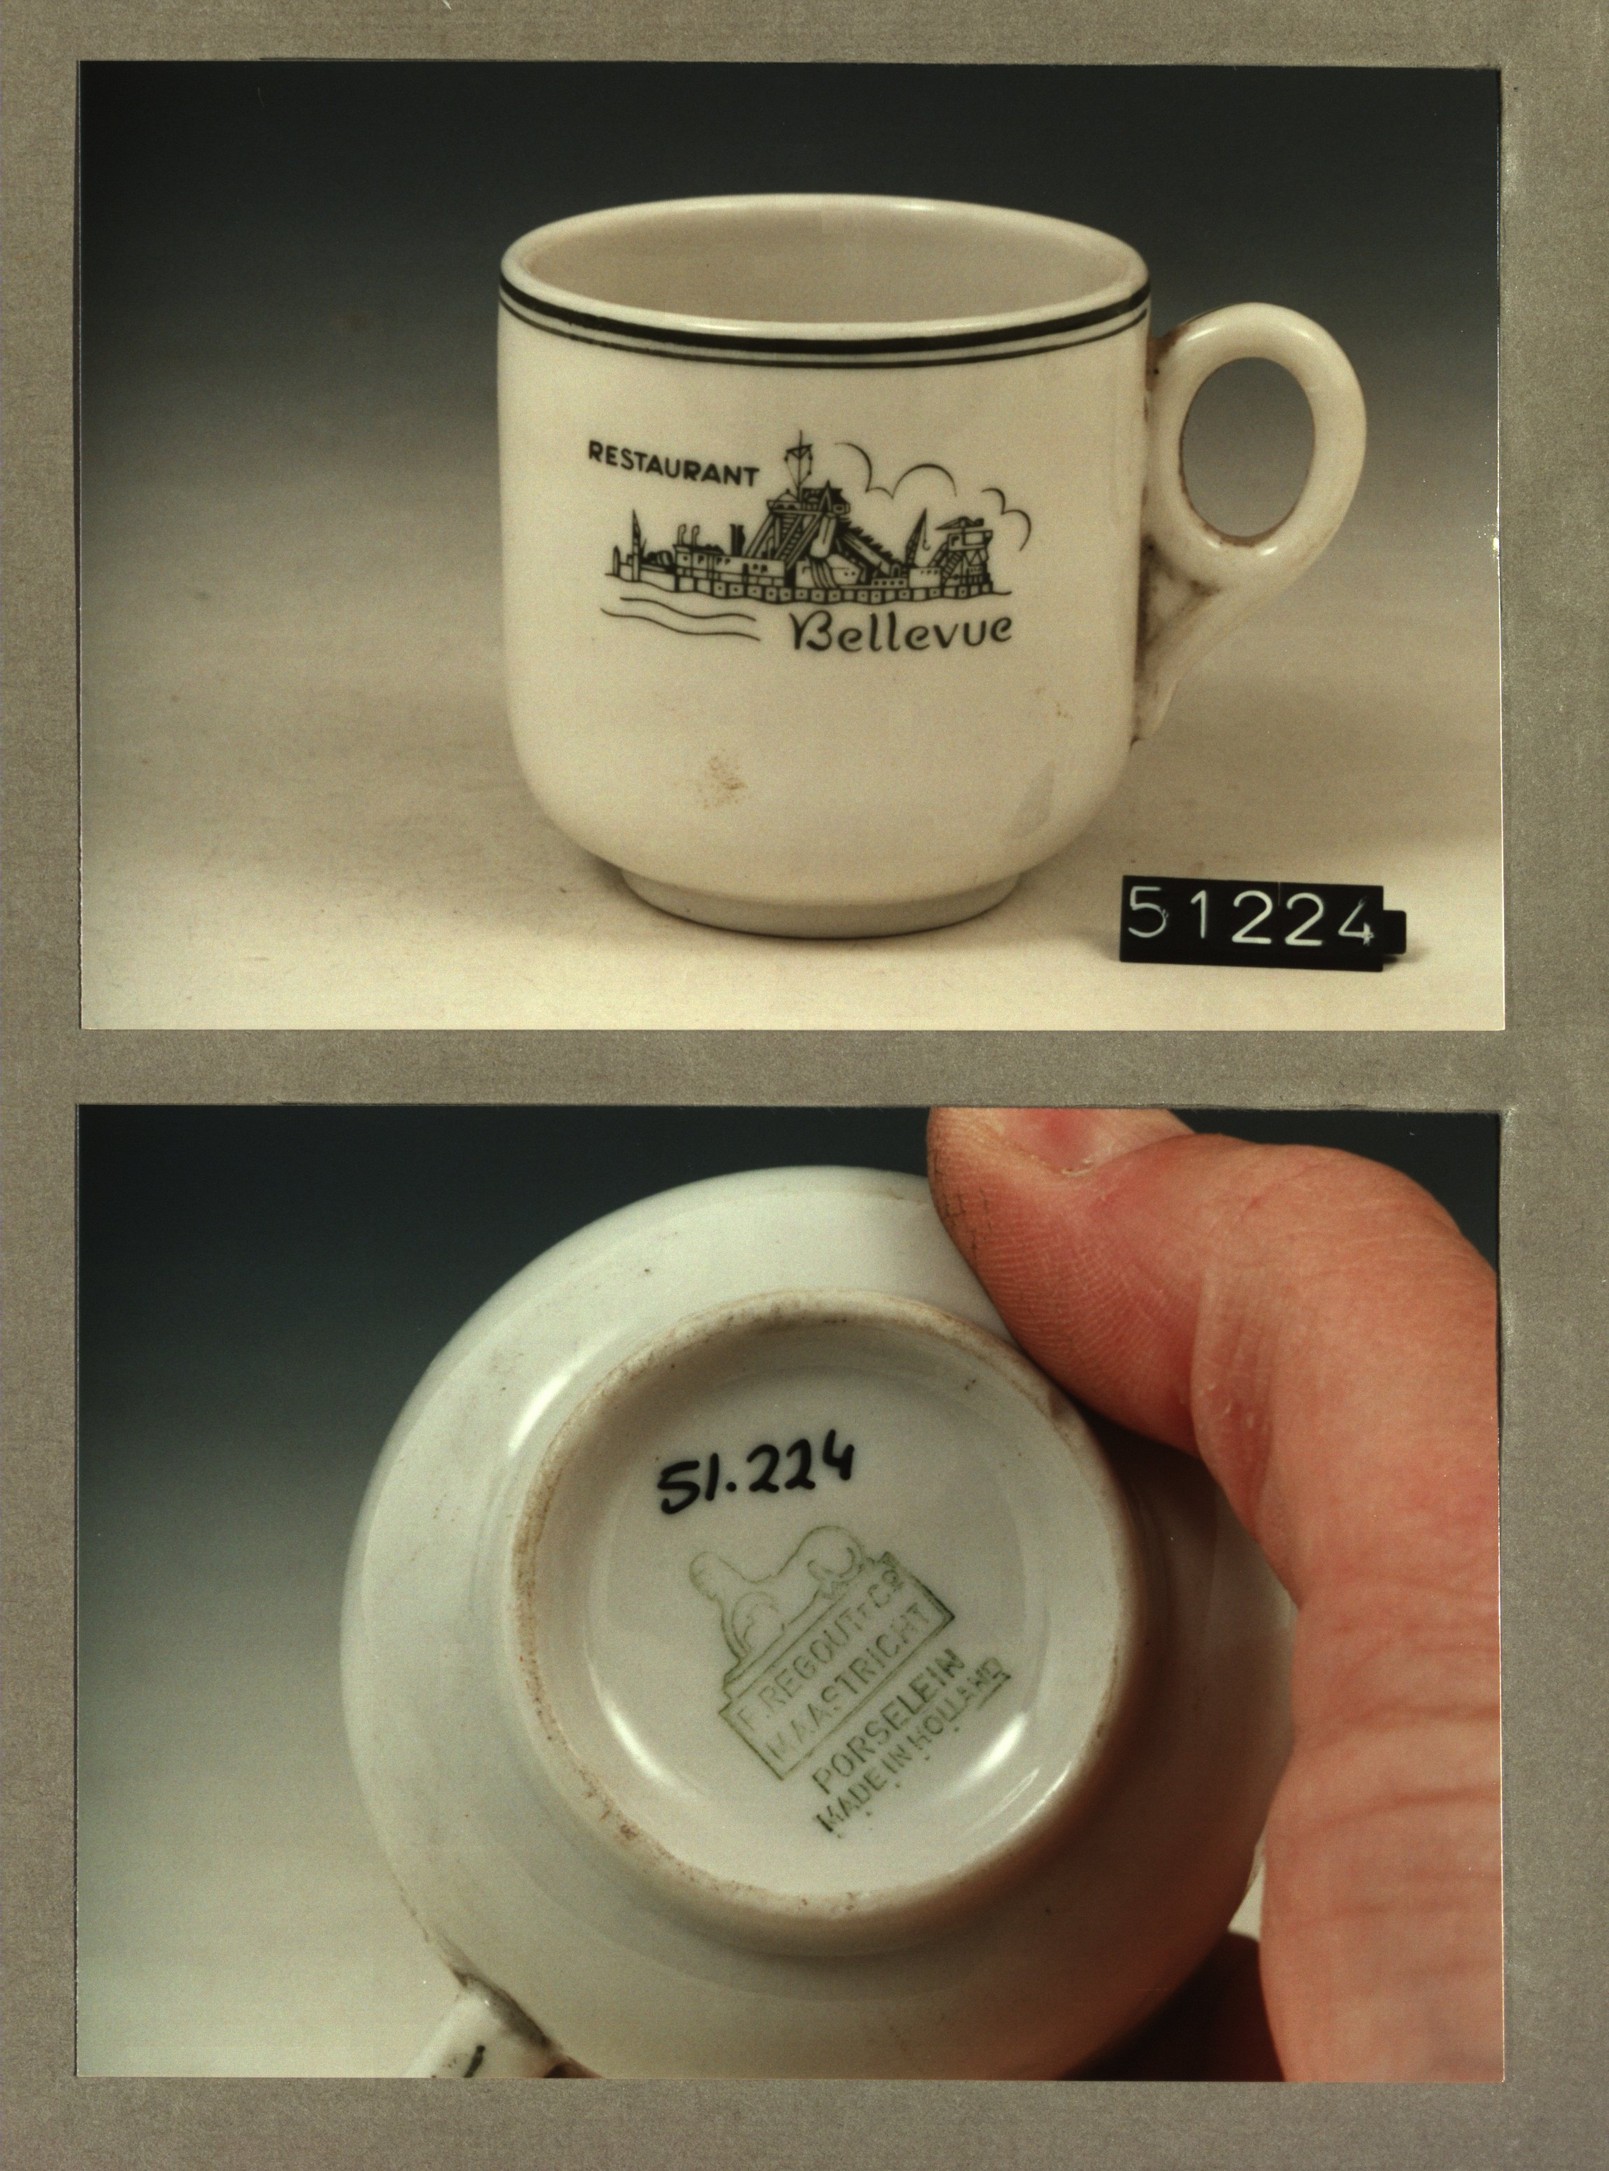 RESTAURANT
Bellevue
51224
51.224
F. REGOUT & Co
MAASTRICHT
PORSELEIN
MADE IN HOLLAND